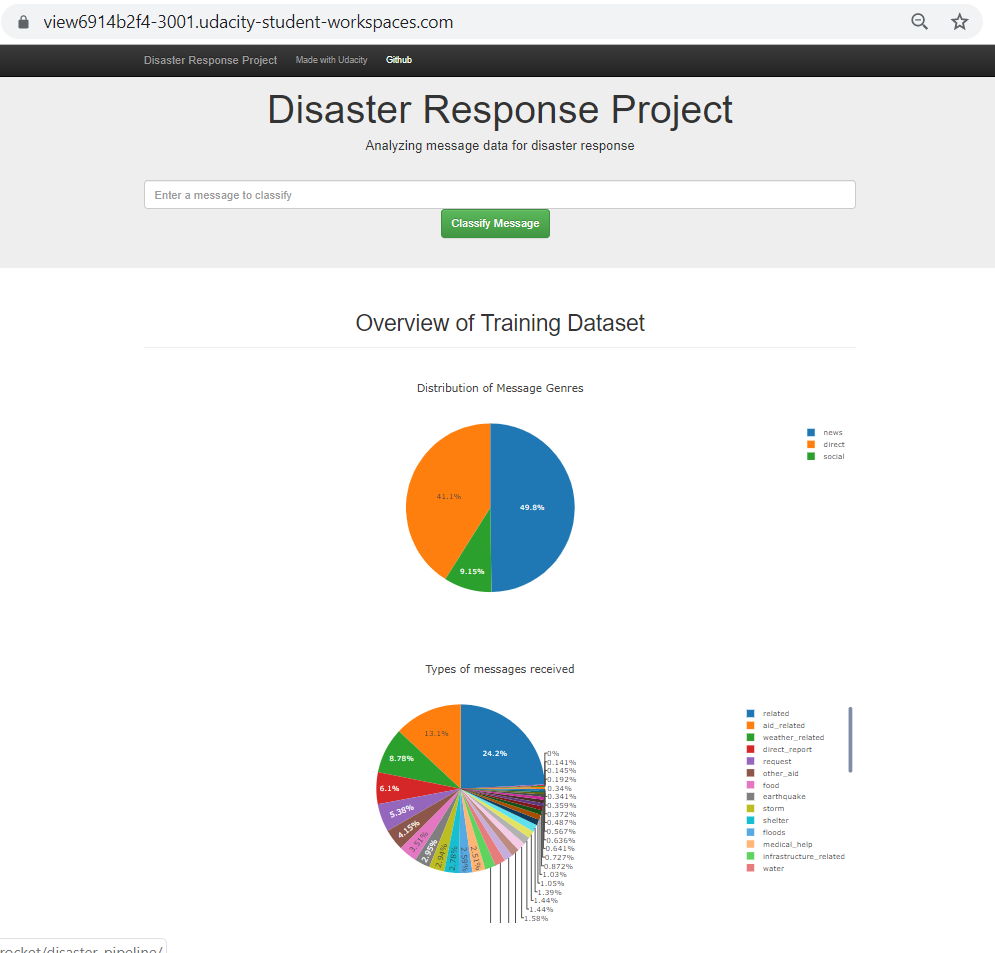 view6914b2f4-3001.udacity-student-workspaces.com
Disaster Response Project Made with Udacity Github
Disaster Response Project
Analyzing message data for disaster response
Enter a message to classify
Classify Message
Overview of Training Dataset
Distribution of Message Genres
49.8%
41.1%
9.15%
news
direct
social
Types of messages received
24.2%
13.1%
8.78%
6.1%
5.38%
4.15%
3.51%
2.95%
2.94%
2.78%
2.59%
2.51%
0%
0.141%
0.145%
0.192%
0.34%
0.341%
0.359%
0.372%
0.487%
0.567%
0.636%
0.641%
0.727%
0.872%
1.03%
1.05%
1.39%
1.44%
1.44%
1.58%
related
aid_related
weather_related
direct_report
request
other_aid
food
earthquake
storm
shelter
floods
medical_help
infrastructure_related
water
rocket/disaster_pipeline/